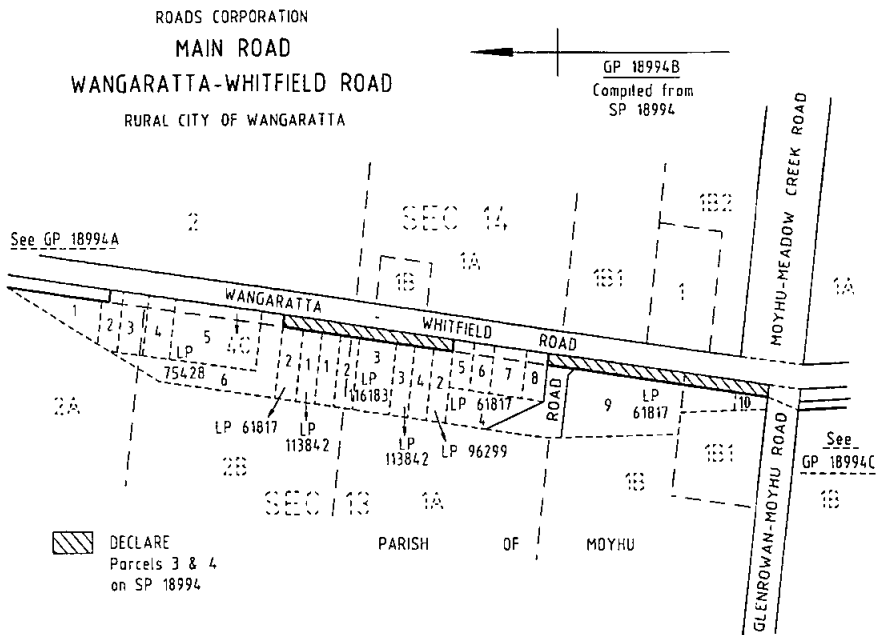 ROADS CORPORATION
MAIN ROAD
WANGARATTA-WHITFIELD ROAD
RURAL CITY OF WANGARATTA
GP 18994B
Compiled from
SP 18994
MOYHU-MEADOW CREEK ROAD
2
SEC 14
1B2
See GP 18994A
1A
1B
1B1
1
1A
WANGARATTA
WHITFIELD
ROAD
1
2
3
4
5
4C
LP
75428
6
2
1
1
2
3
LP
116183
3
4
2
5
6
7
8
LP 61817
4
ROAD
9
LP
61817
10
2A
LP 61817
LP
113842
LP
113842
LP 96299
2B
1B1
See
GP 18994C
SEC 13
1A
1B
1B
GLENROWAN-MOYHU ROAD
DECLARE
Parcels 3 & 4
on SP 18994
PARISH OF MOYHU